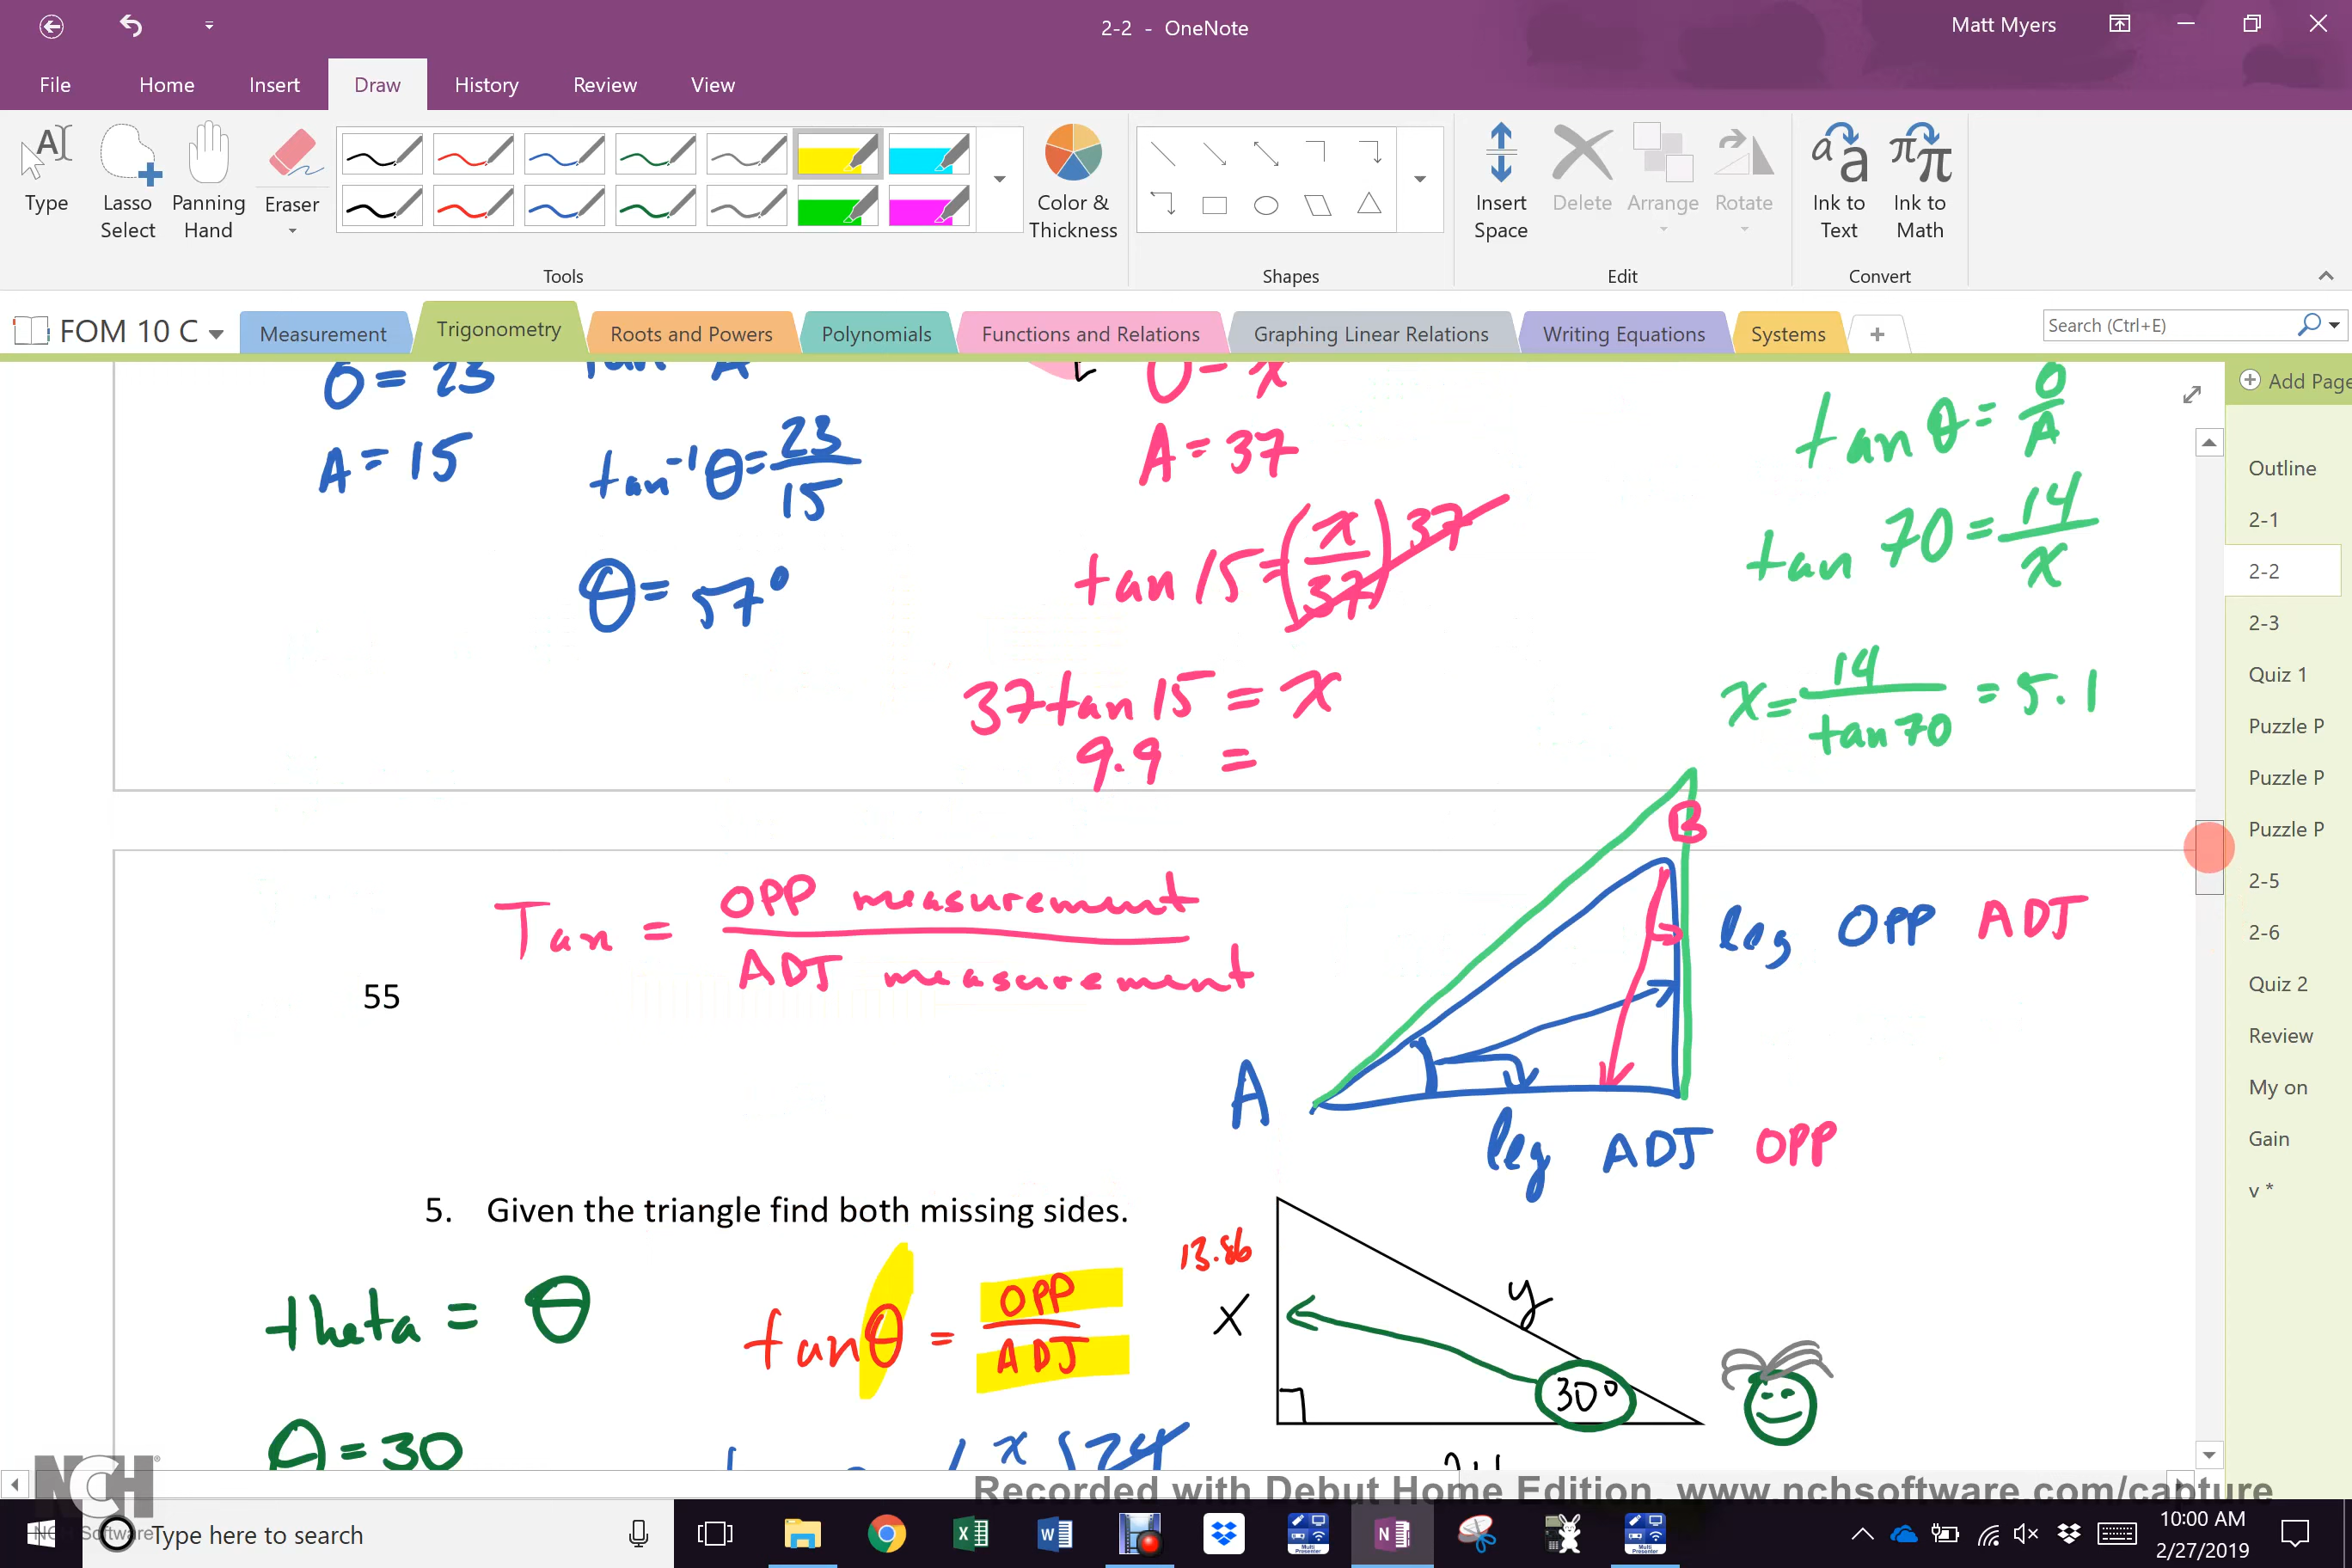 2-2 - OneNote
Matt Myers
File Home Insert Draw History Review View
Type
Lasso Select
Panning Hand
Eraser
Color & Thickness
Insert Space
Delete
Arrange
Rotate
Ink to Text
Ink to Math
Tools Shapes Edit Convert
FOM 10 C Measurement Trigonometry Roots and Powers Polynomials Functions and Relations Graphing Linear Relations Writing Equations Systems +
Search (Ctrl+E)
Add Page
Outline
2-1
2-2
2-3
Quiz 1
Puzzle P
Puzzle P
Puzzle P
2-5
2-6
Quiz 2
Review
My on
Gain
v *
O = 23
A = 15
tan⁻¹ θ = 23/15
θ = 57°
O = x
A = 37
tan 15 = (x/37) 37
37 tan 15 = x
9.9 =
tan θ = O/A
tan 70 = 14/x
x = 14/tan 70 = 5.1
Tan = OPP measurement / ADJ measurement
55
B
leg OPP ADJ
A
leg ADJ OPP
5. Given the triangle find both missing sides.
theta = θ
tan θ = OPP/ADJ
13.86
x
y
30°
θ = 30
x 24
NCH
NCH Software
Recorded with Debut Home Edition. www.nchsoftware.com/capture
Type here to search
10:00 AM
2/27/2019